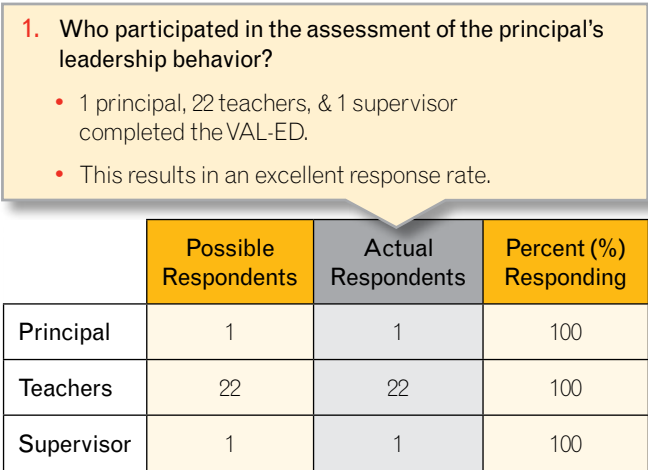 1. Who participated in the assessment of the principal's
leadership behavior?
• 1 principal, 22 teachers, & 1 supervisor
completed the VAL-ED.
• This results in an excellent response rate.
Possible Respondents Actual Respondents Percent (%) Responding
Principal 1 1 100
Teachers 22 22 100
Supervisor 1 1 100